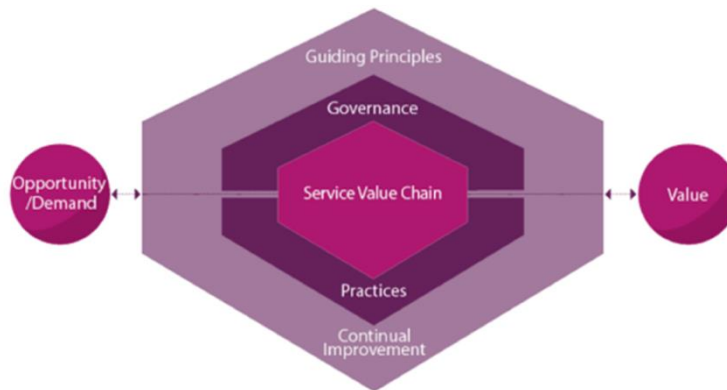 Guiding Principles
Governance
Opportunity
/Demand
Service Value Chain
Value
Practices
Continual
Improvement